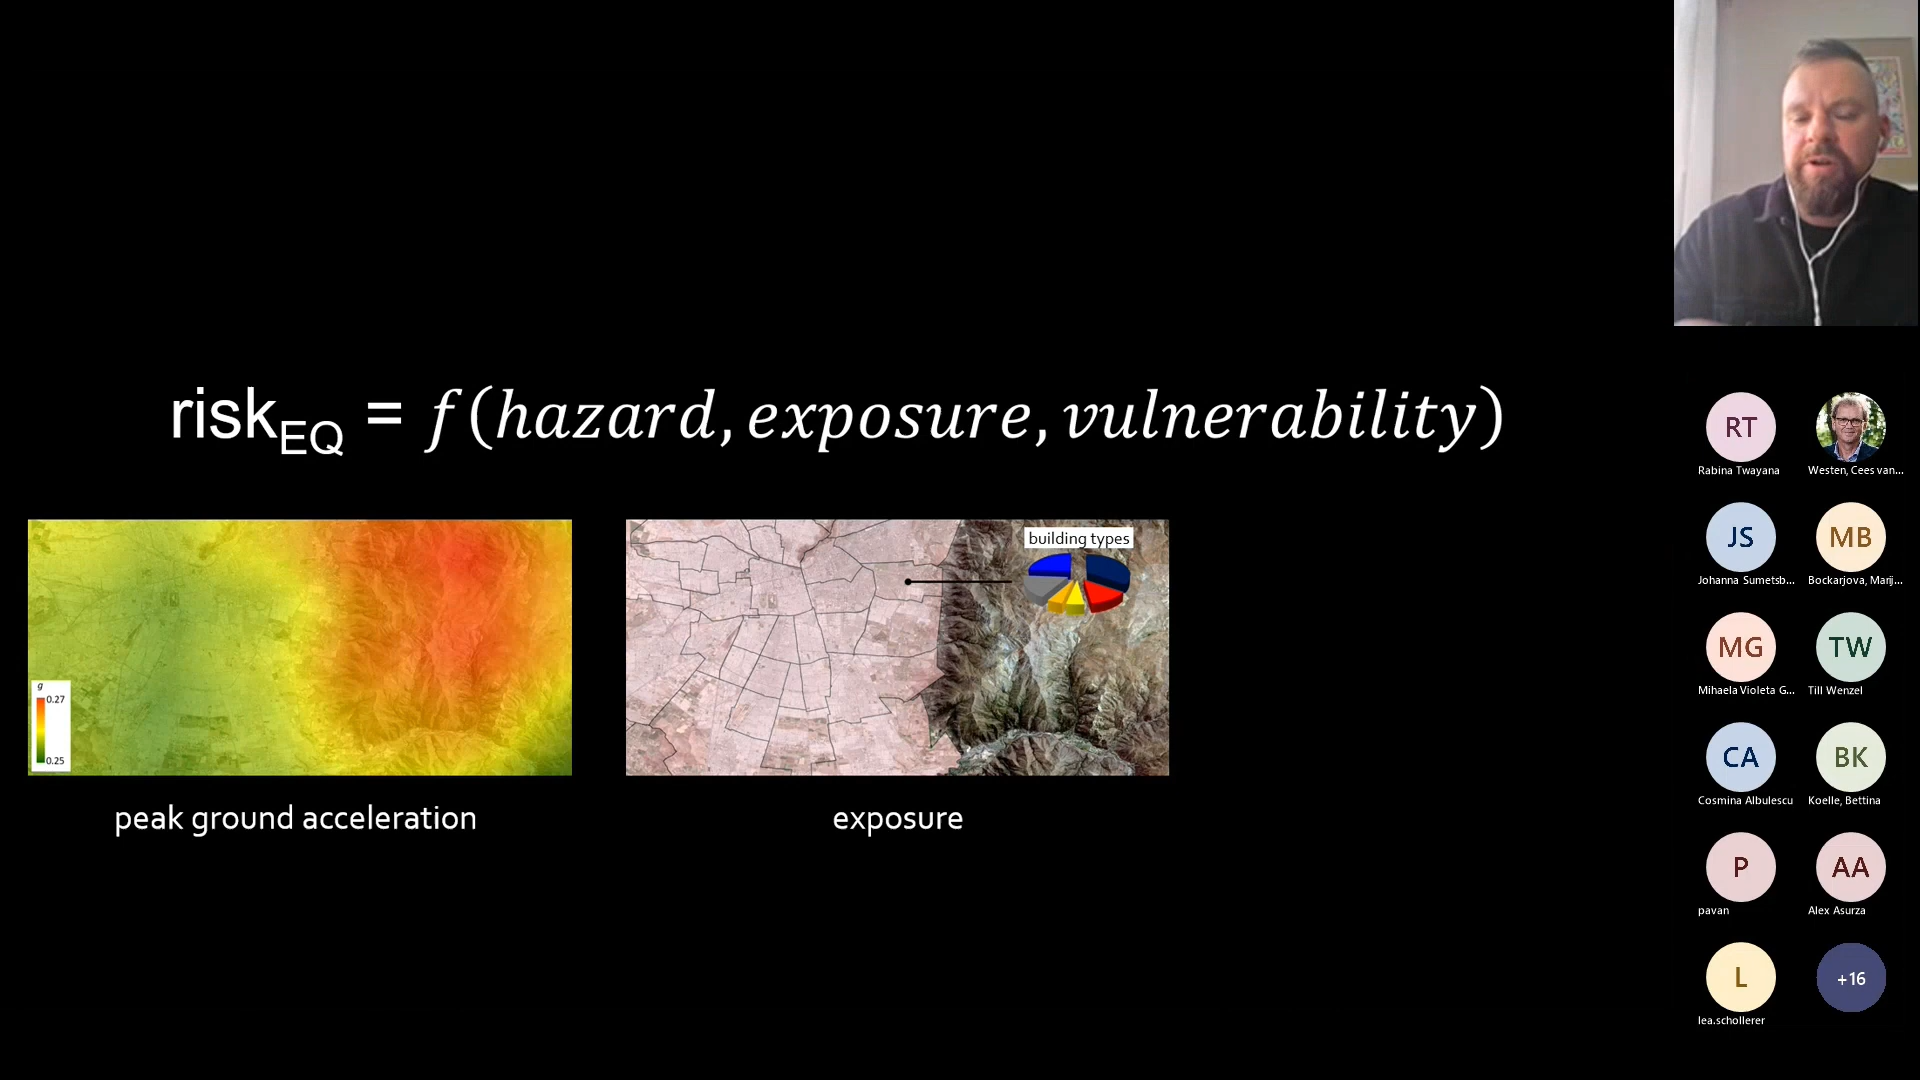 risk_EQ = f(hazard, exposure, vulnerability)
building types
g
0.27
0.25
peak ground acceleration
exposure
RT
Rabina Twayana
Westen, Cees van...
JS
Johanna Sumetsb...
MB
Bockarjova, Marij...
MG
Mihaela Violeta G...
TW
Till Wenzel
CA
Cosmina Albulescu
BK
Koelle, Bettina
P
pavan
AA
Alex Asurza
L
lea.schollerer
+16